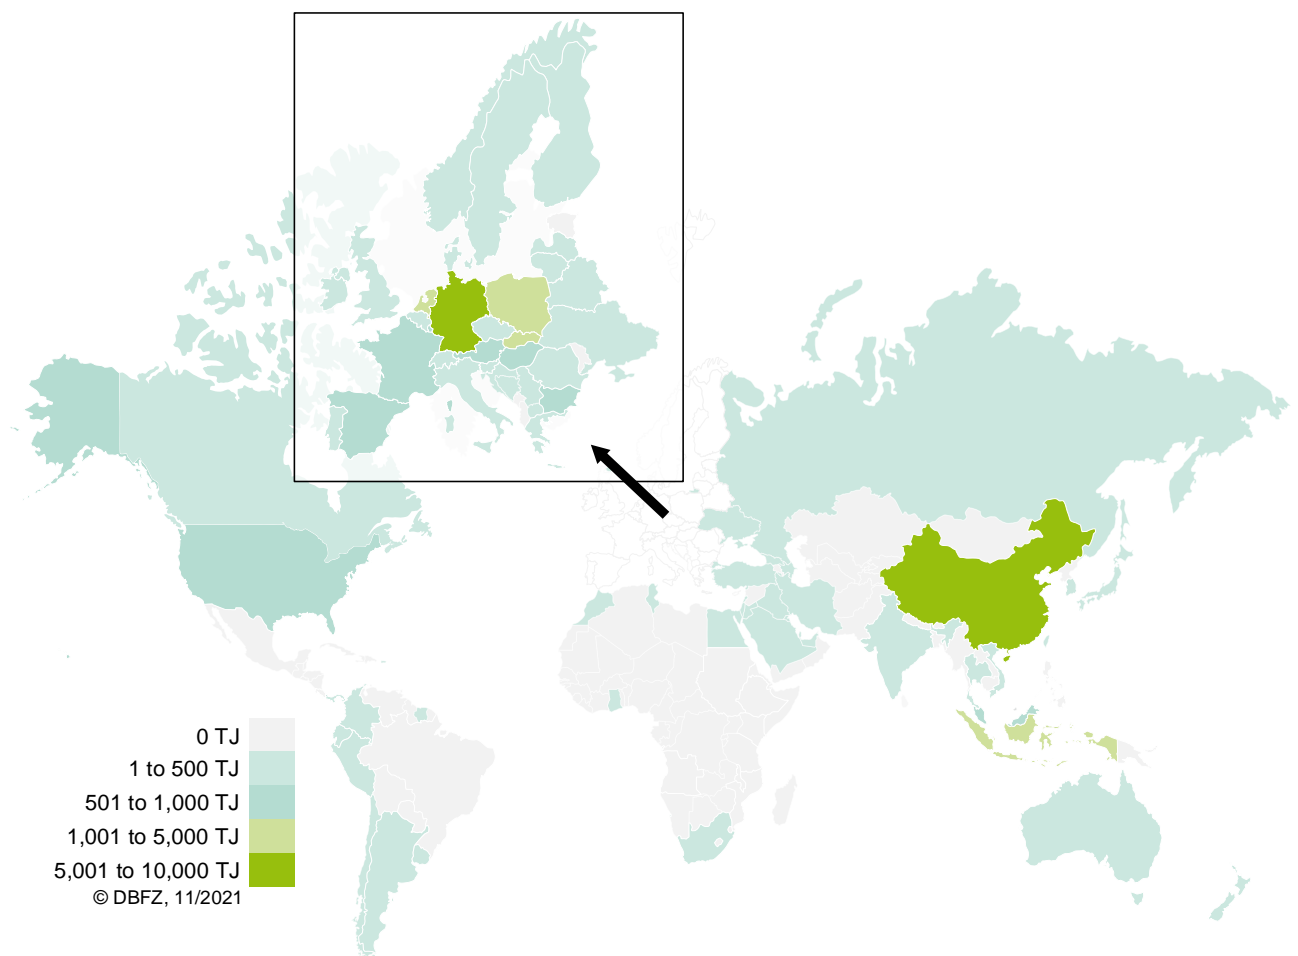 0 TJ
1 to 500 TJ
501 to 1,000 TJ
1,001 to 5,000 TJ
5,001 to 10,000 TJ
© DBFZ, 11/2021